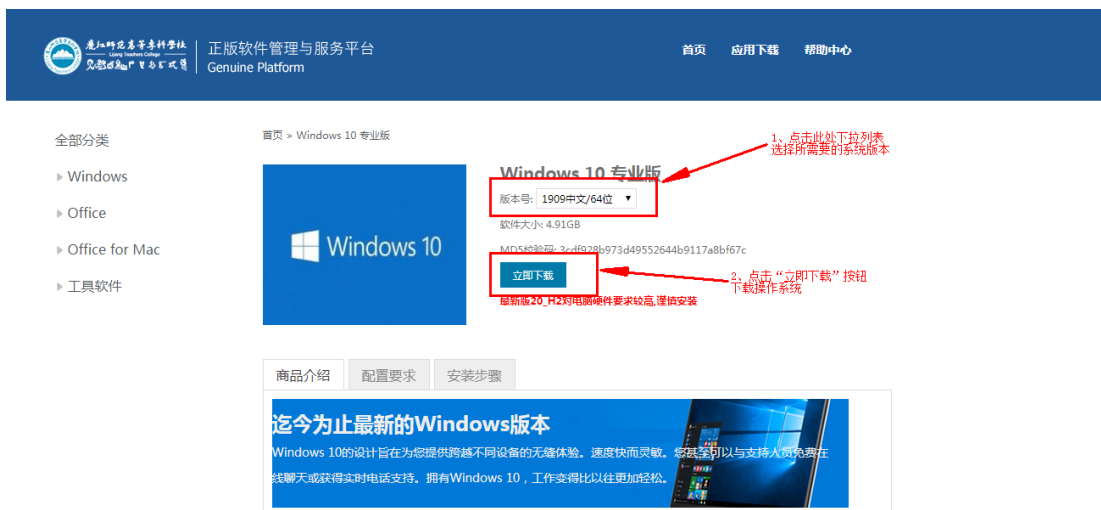 丽江师范高等专科学校
Lijiang Teachers College
正版软件管理与服务平台
Genuine Platform
首页 应用下载 帮助中心
全部分类
Windows
Office
Office for Mac
工具软件
首页 > Windows 10 专业版
1、点击此处下拉列表
选择所需要的系统版本
Windows 10 专业版
版本号: 1909中文/64位
软件大小: 4.91GB
MD5校验码: 3cdf928b973d49552644b9117a8bf67c
立即下载
2、点击“立即下载”按钮
下载操作系统
最新版20_H2对电脑硬件要求较高,谨慎安装
Windows 10
商品介绍 配置要求 安装步骤
迄今为止最新的Windows版本
Windows 10的设计旨在为您提供跨越不同设备的无缝体验。速度快而灵敏。您甚至可以与支持人员免费在
线聊天或获得实时电话支持。拥有Windows 10，工作变得比以往更加轻松。